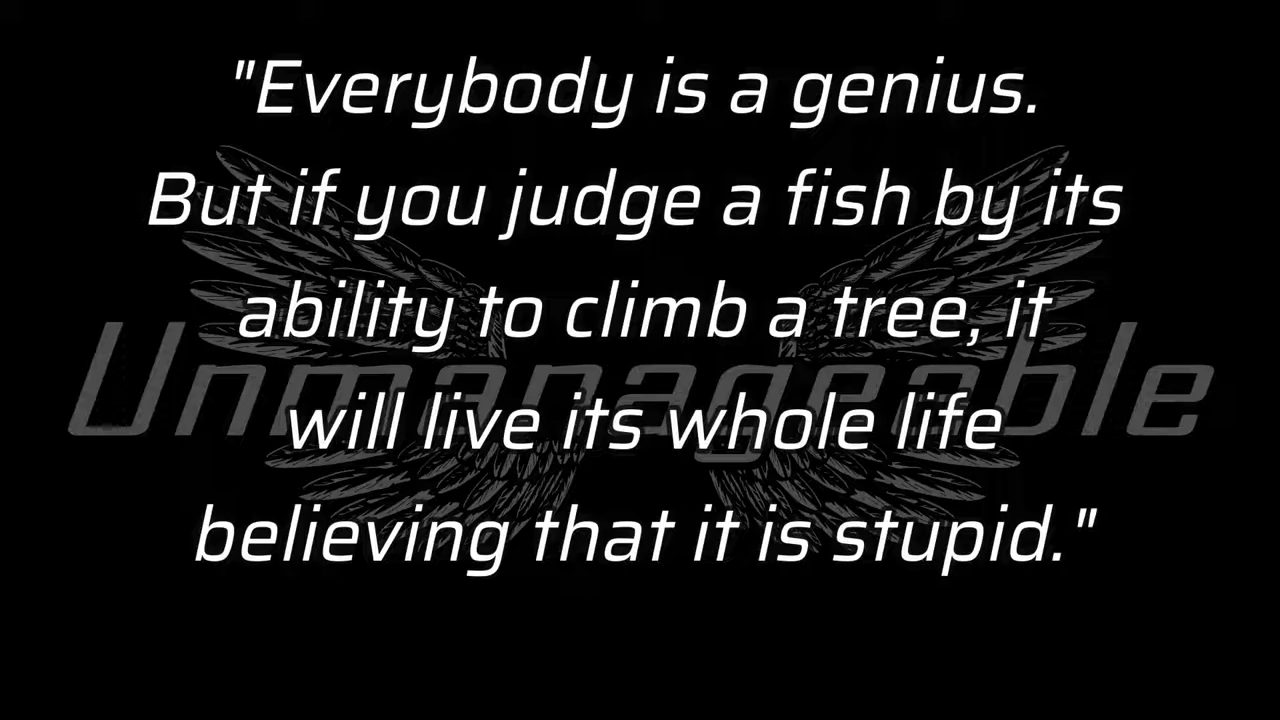 "Everybody is a genius.
But if you judge a fish by its
ability to climb a tree, it
Unmanageable
will live its whole life
believing that it is stupid."